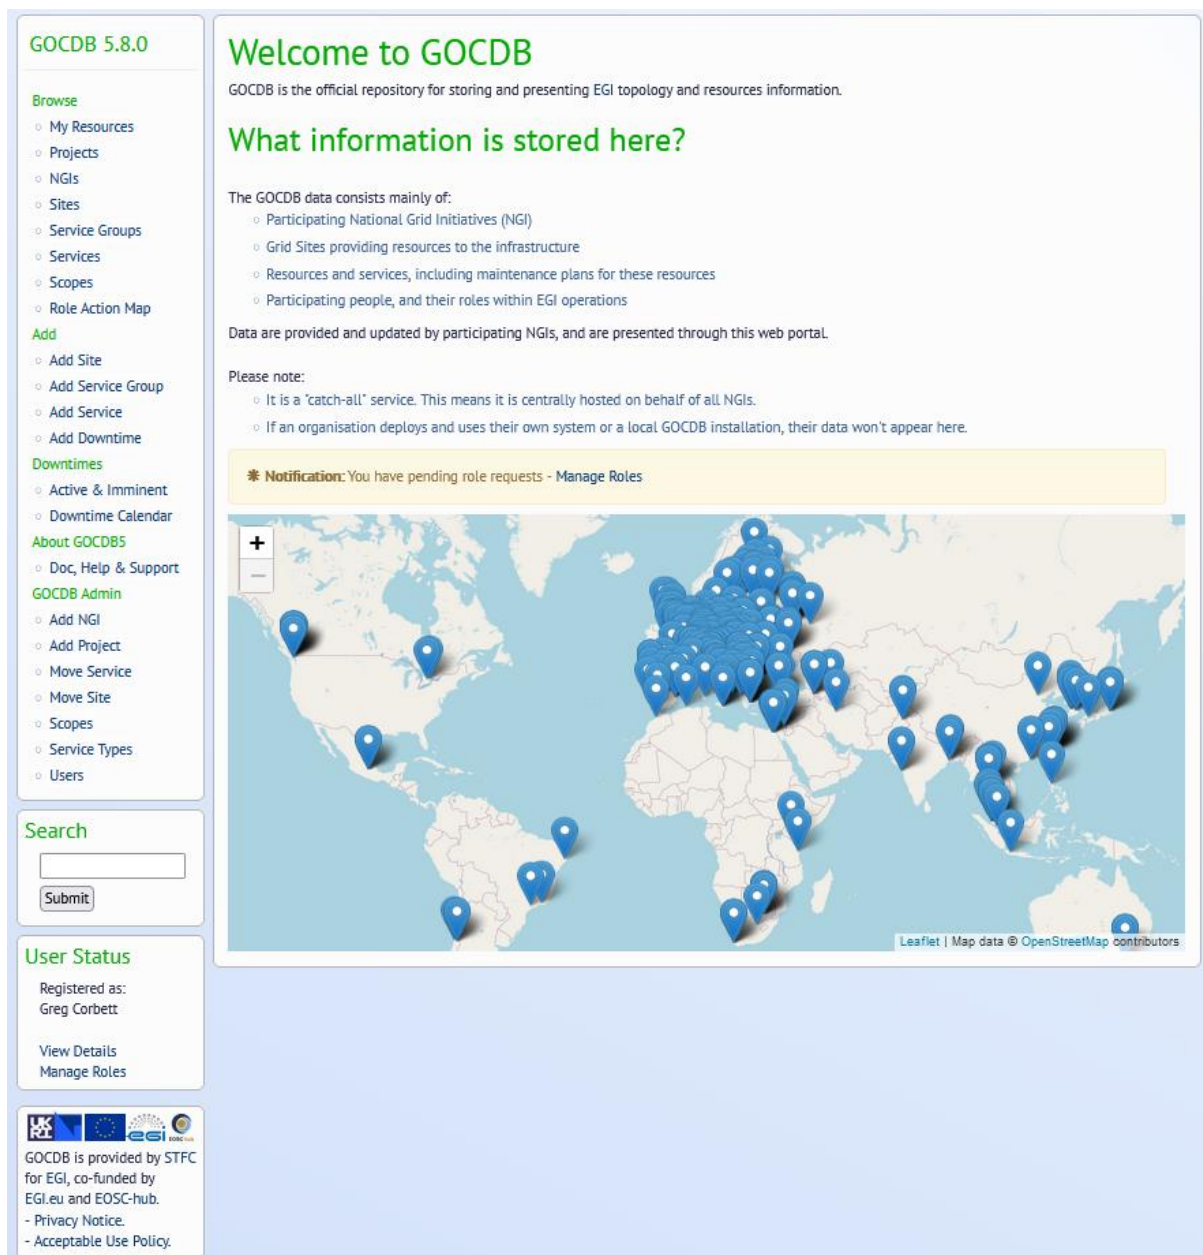 GOCDB 5.8.0
Browse
My Resources
Projects
NGIs
Sites
Service Groups
Services
Scopes
Role Action Map
Add
Add Site
Add Service Group
Add Service
Add Downtime
Downtimes
Active & Imminent
Downtime Calendar
About GOCDB5
Doc, Help & Support
GOCDB Admin
Add NGI
Add Project
Move Service
Move Site
Scopes
Service Types
Users
Search
Submit
User Status
Registered as:
Greg Corbett
View Details
Manage Roles
UK
RI
egi
EOSC-hub
GOCDB is provided by STFC
for EGI, co-funded by
EGI.eu and EOSC-hub.
- Privacy Notice.
- Acceptable Use Policy.
Welcome to GOCDB
GOCDB is the official repository for storing and presenting EGI topology and resources information.
What information is stored here?
The GOCDB data consists mainly of:
Participating National Grid Initiatives (NGI)
Grid Sites providing resources to the infrastructure
Resources and services, including maintenance plans for these resources
Participating people, and their roles within EGI operations
Data are provided and updated by participating NGIs, and are presented through this web portal.
Please note:
It is a "catch-all" service. This means it is centrally hosted on behalf of all NGIs.
If an organisation deploys and uses their own system or a local GOCDB installation, their data won't appear here.
✱ Notification: You have pending role requests - Manage Roles
+
−
Leaflet | Map data © OpenStreetMap contributors